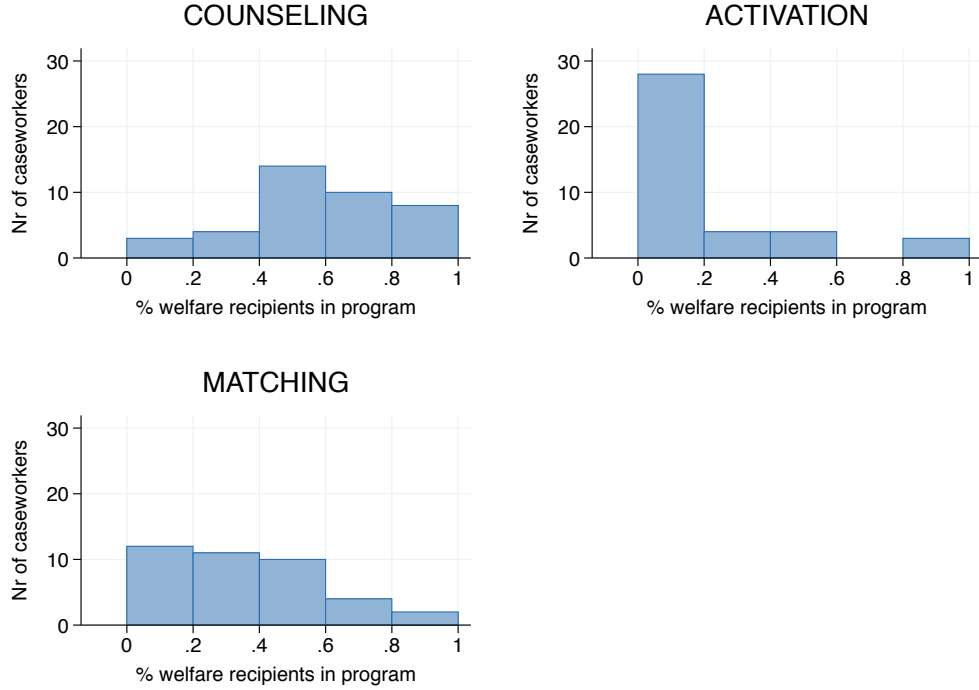 COUNSELING
30
20
10
0
Nr of caseworkers
0 .2 .4 .6 .8 1
% welfare recipients in program
ACTIVATION
30
20
10
0
Nr of caseworkers
0 .2 .4 .6 .8 1
% welfare recipients in program
MATCHING
30
20
10
0
Nr of caseworkers
0 .2 .4 .6 .8 1
% welfare recipients in program